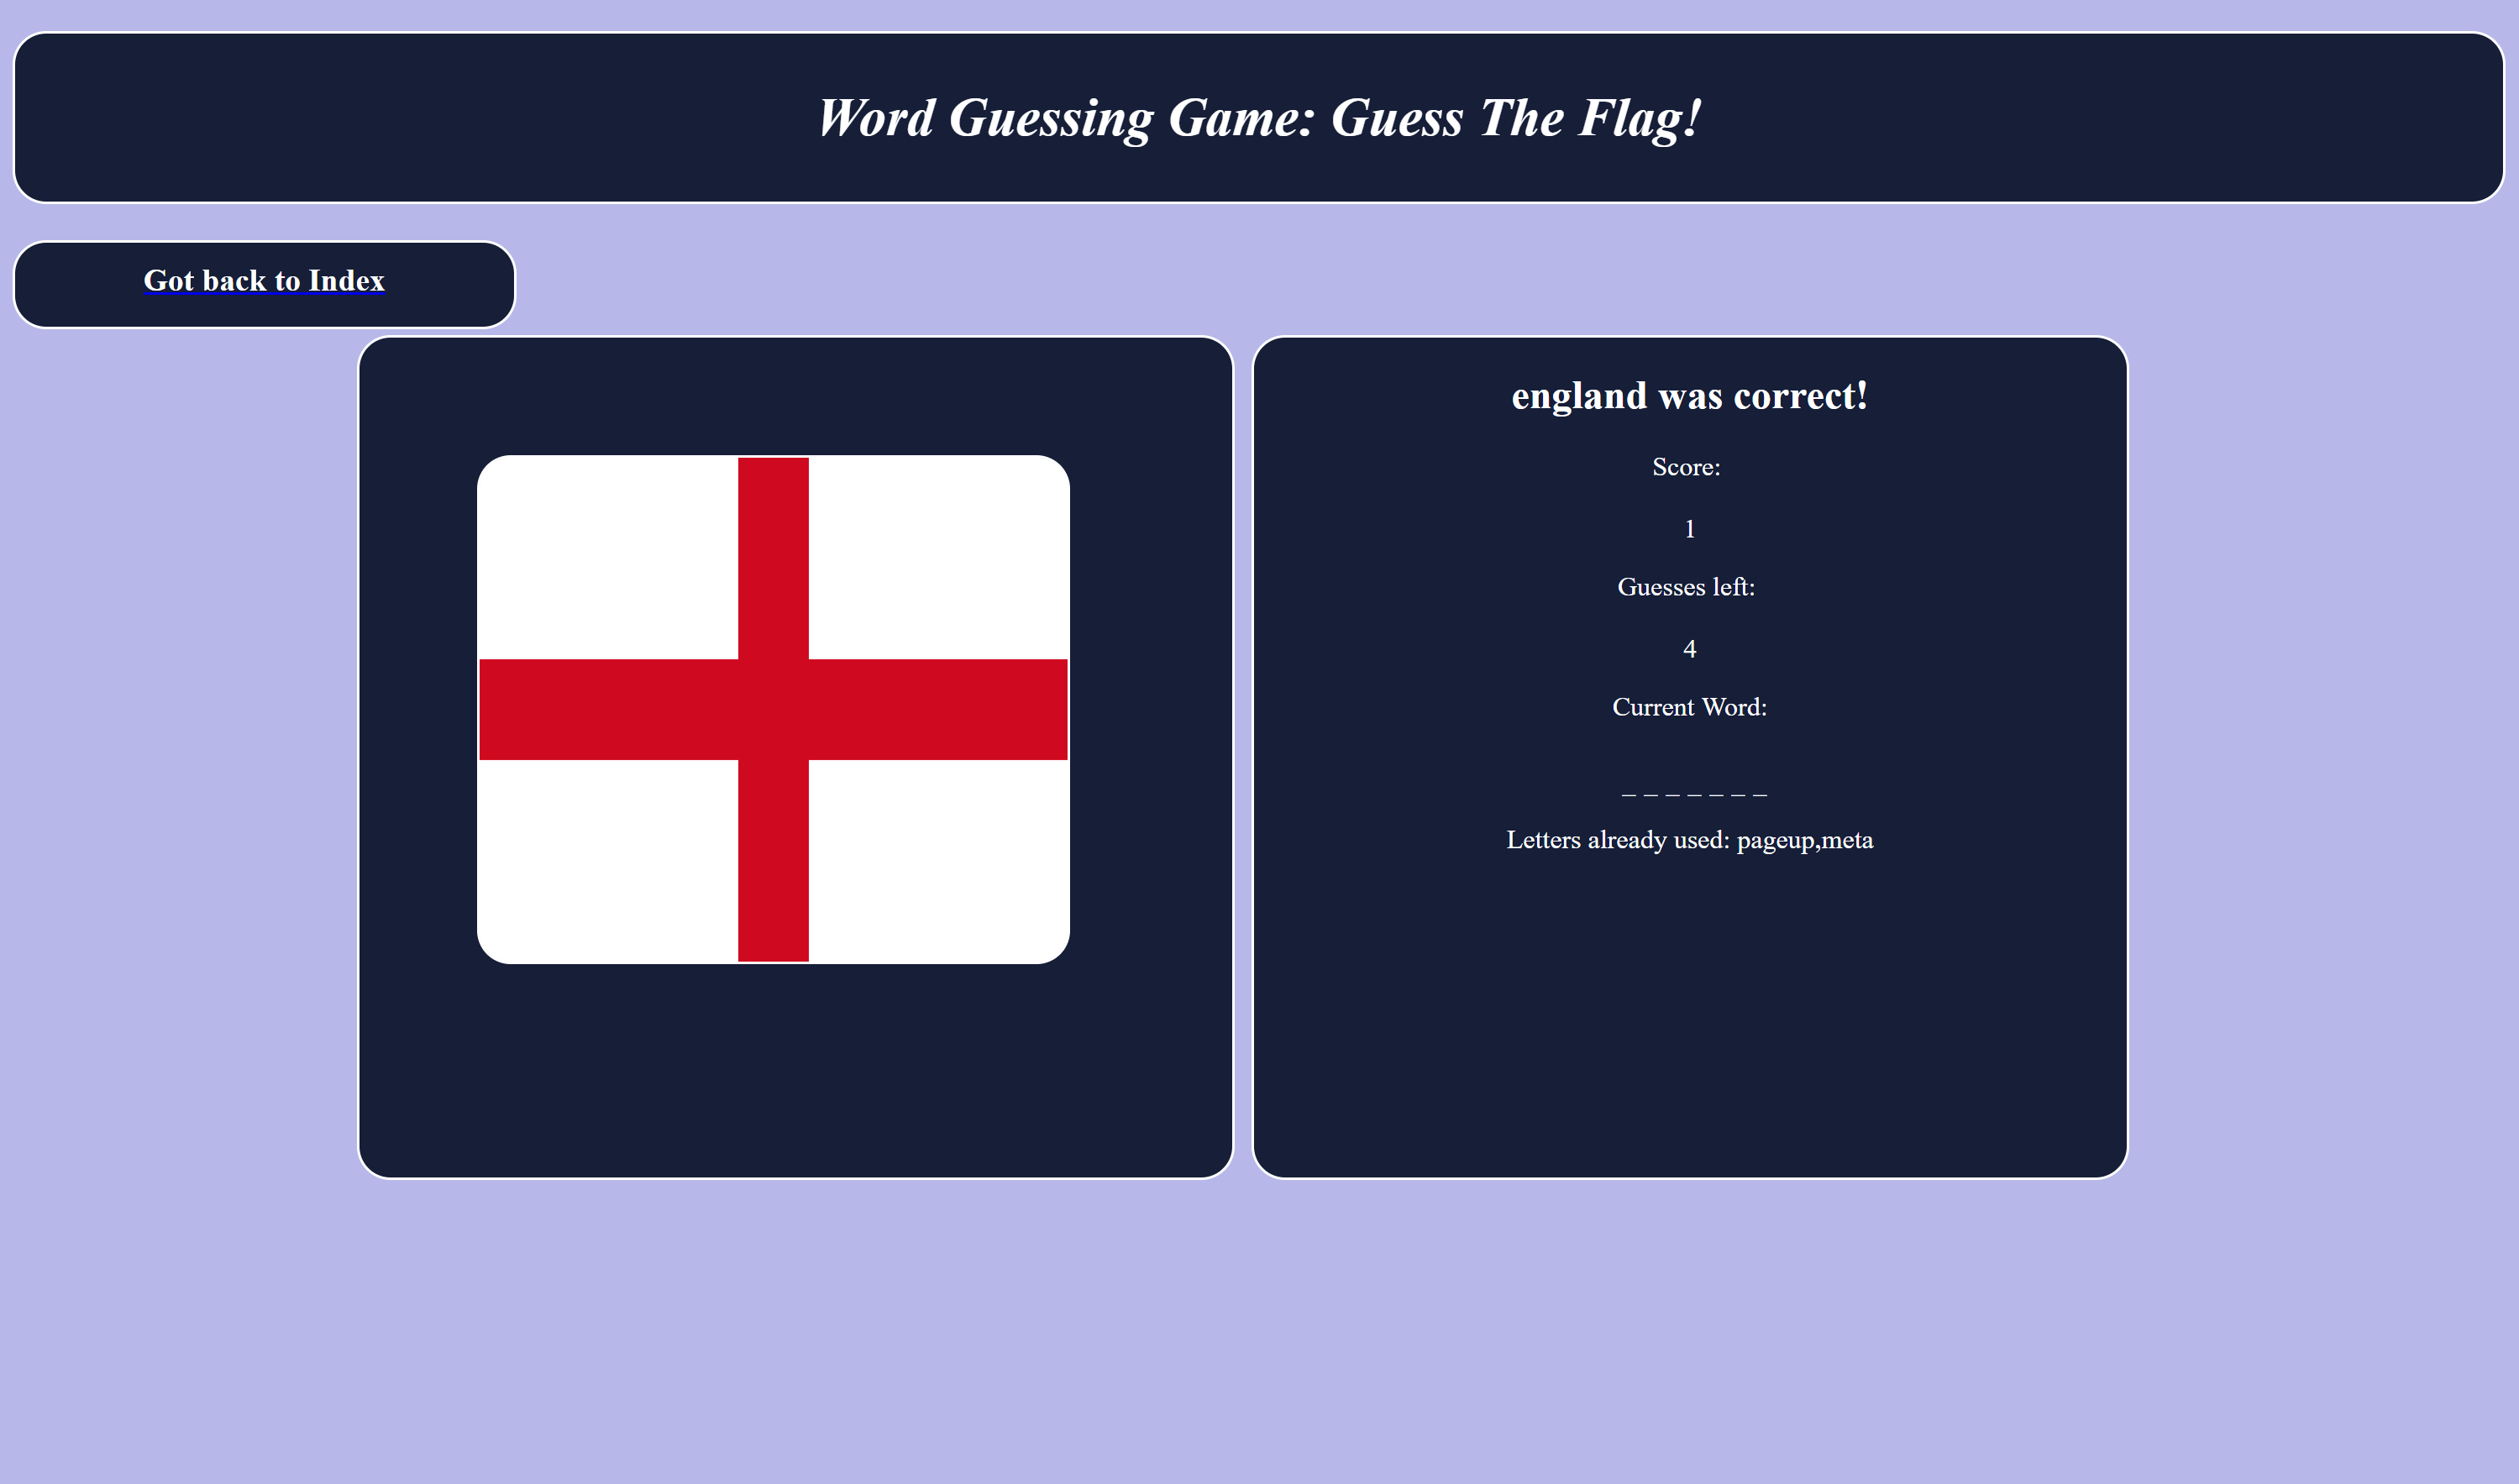 Word Guessing Game: Guess The Flag!
Got back to Index
england was correct!
Score:
1
Guesses left:
4
Current Word:
_ _ _ _ _ _ _
Letters already used: pageup,meta